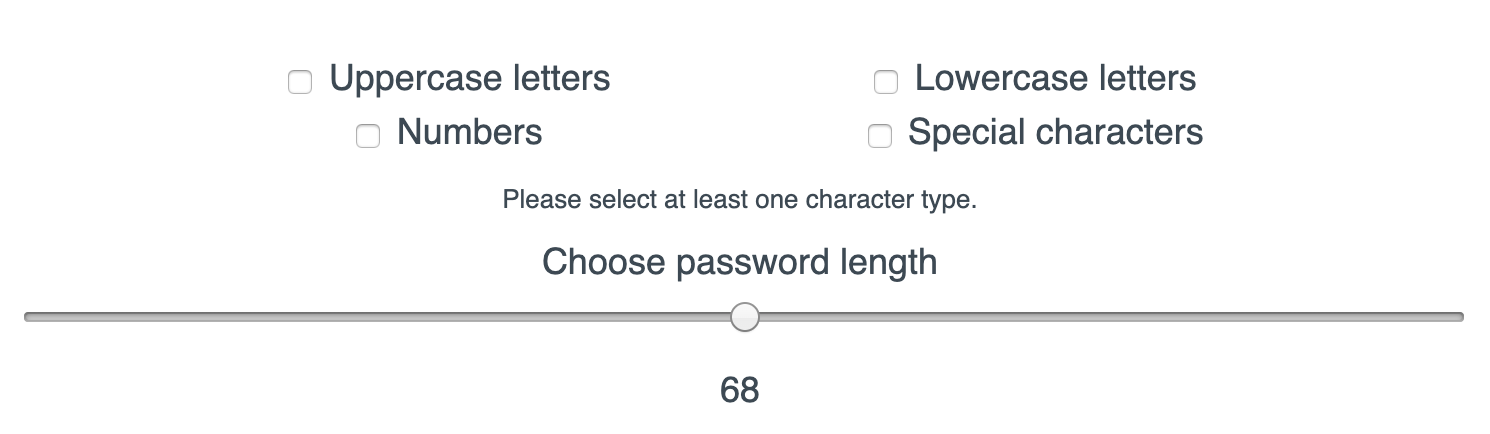 Uppercase letters Lowercase letters
Numbers Special characters
Please select at least one character type.
Choose password length
68